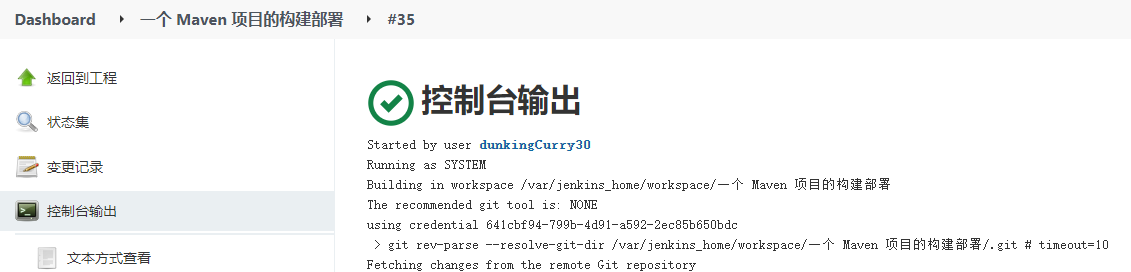 Dashboard ▸ 一个 Maven 项目的构建部署 ▸ #35
返回到工程
状态集
变更记录
控制台输出
文本方式查看
控制台输出
Started by user dunkingCurry30
Running as SYSTEM
Building in workspace /var/jenkins_home/workspace/一个 Maven 项目的构建部署
The recommended git tool is: NONE
using credential 641cbf94-799b-4d91-a592-2ec85b650bdc
> git rev-parse --resolve-git-dir /var/jenkins_home/workspace/一个 Maven 项目的构建部署/.git # timeout=10
Fetching changes from the remote Git repository